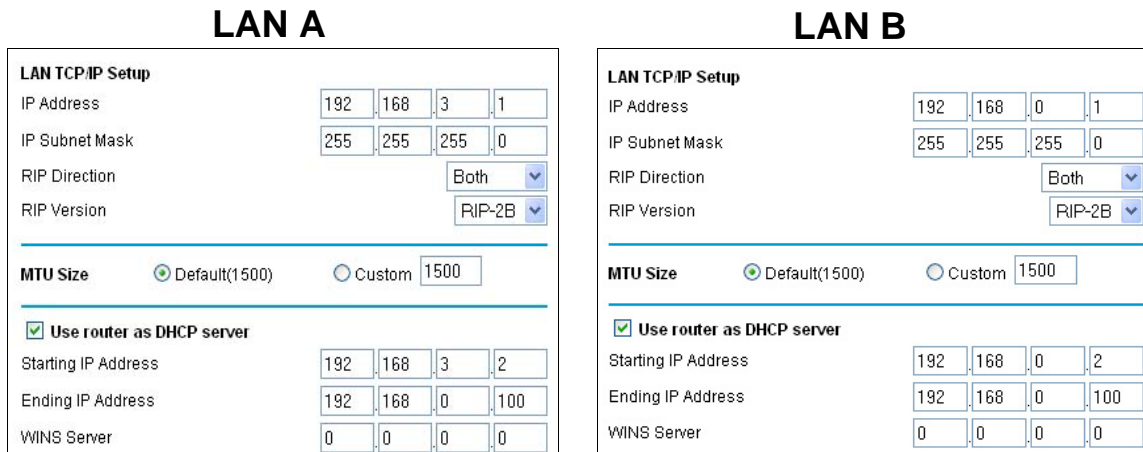 LAN A
LAN TCP/IP Setup
IP Address 192 . 168 . 3 . 1
IP Subnet Mask 255 . 255 . 255 . 0
RIP Direction Both
RIP Version RIP-2B
MTU Size Default(1500) Custom 1500
Use router as DHCP server
Starting IP Address 192 . 168 . 3 . 2
Ending IP Address 192 . 168 . 0 . 100
WINS Server 0 . 0 . 0 . 0
LAN B
LAN TCP/IP Setup
IP Address 192 . 168 . 0 . 1
IP Subnet Mask 255 . 255 . 255 . 0
RIP Direction Both
RIP Version RIP-2B
MTU Size Default(1500) Custom 1500
Use router as DHCP server
Starting IP Address 192 . 168 . 0 . 2
Ending IP Address 192 . 168 . 0 . 100
WINS Server 0 . 0 . 0 . 0